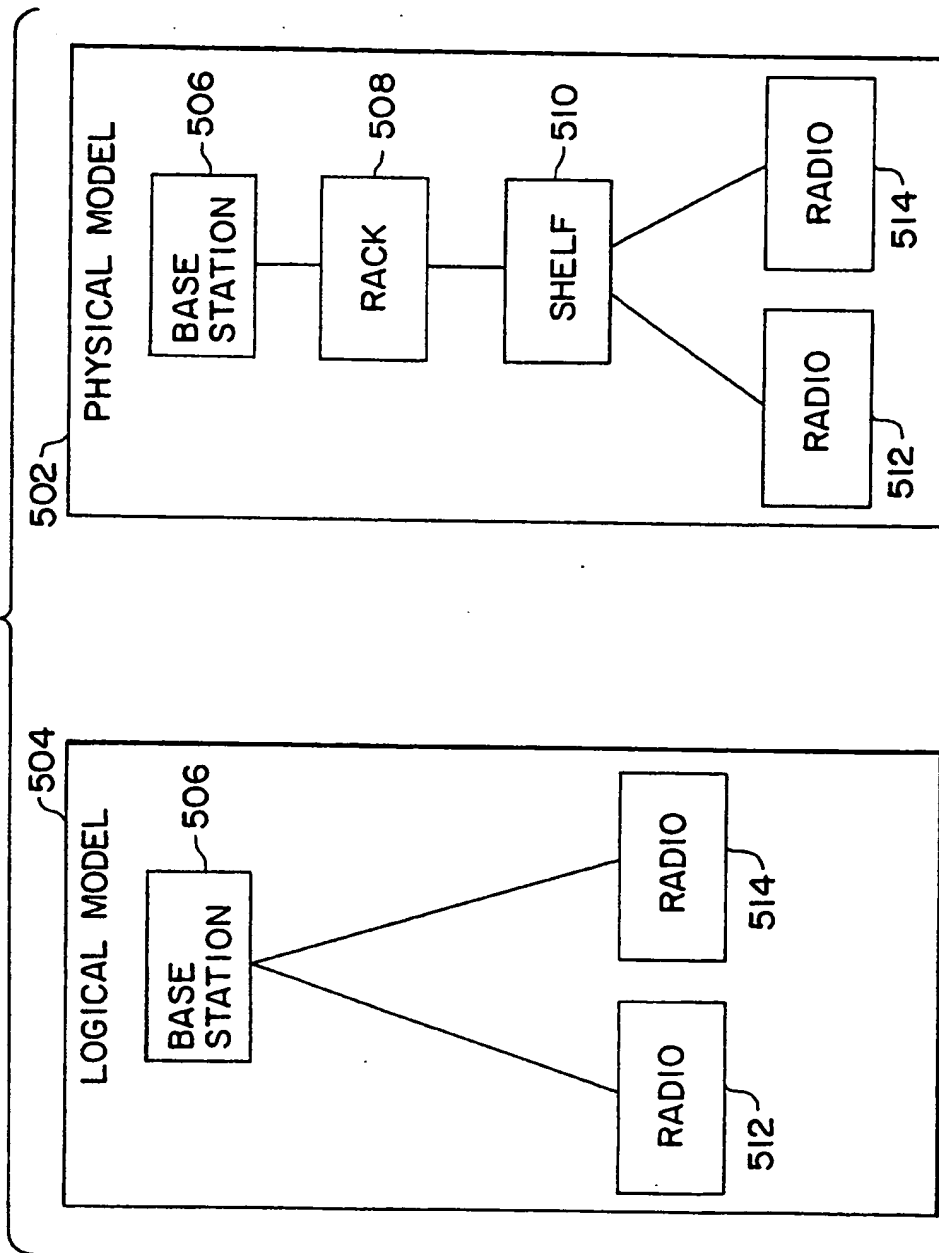 504
LOGICAL MODEL
506
BASE
STATION
RADIO
RADIO
512
514
502
PHYSICAL MODEL
506
BASE
STATION
508
RACK
510
SHELF
RADIO
RADIO
512
514